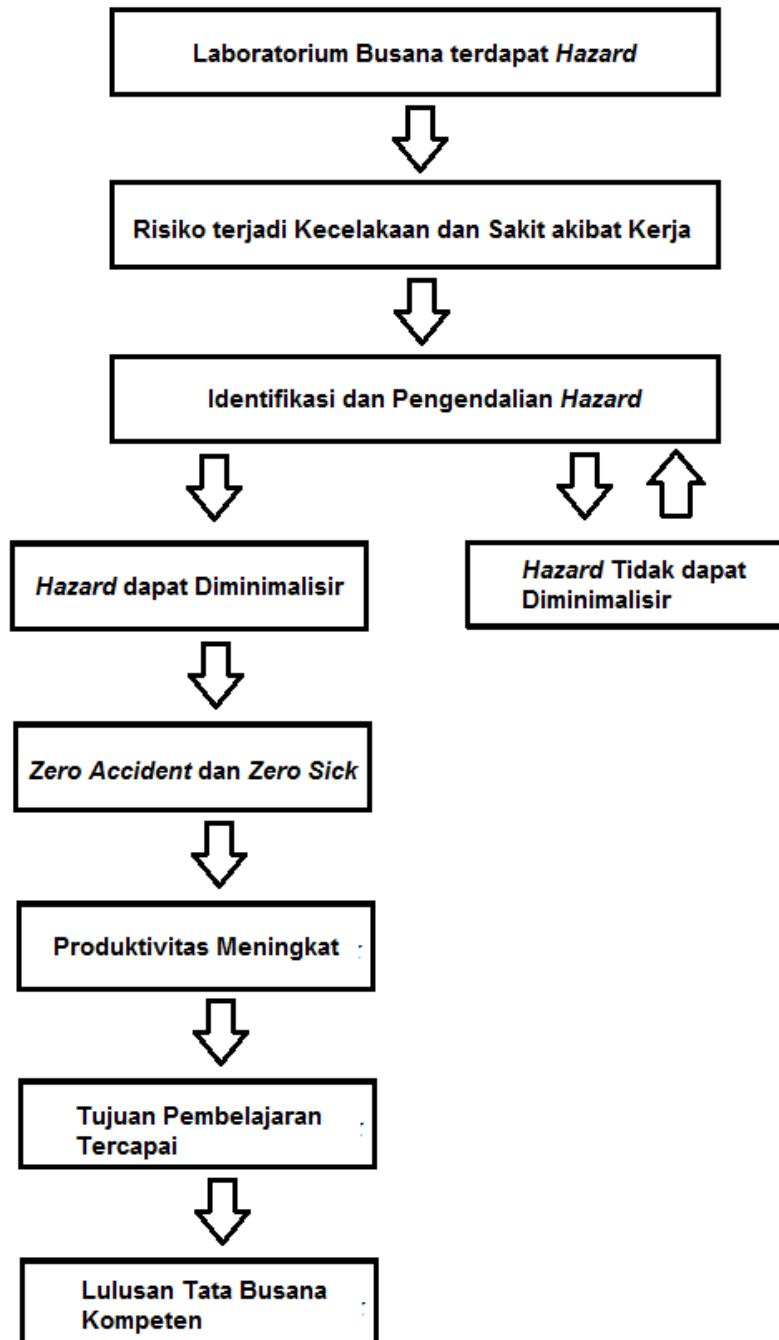 Laboratorium Busana terdapat Hazard
Risiko terjadi Kecelakaan dan Sakit akibat Kerja
Identifikasi dan Pengendalian Hazard
Hazard dapat Diminimalisir
Hazard Tidak dapat
Diminimalisir
Zero Accident dan Zero Sick
Produktivitas Meningkat
Tujuan Pembelajaran
Tercapai
Lulusan Tata Busana
Kompeten